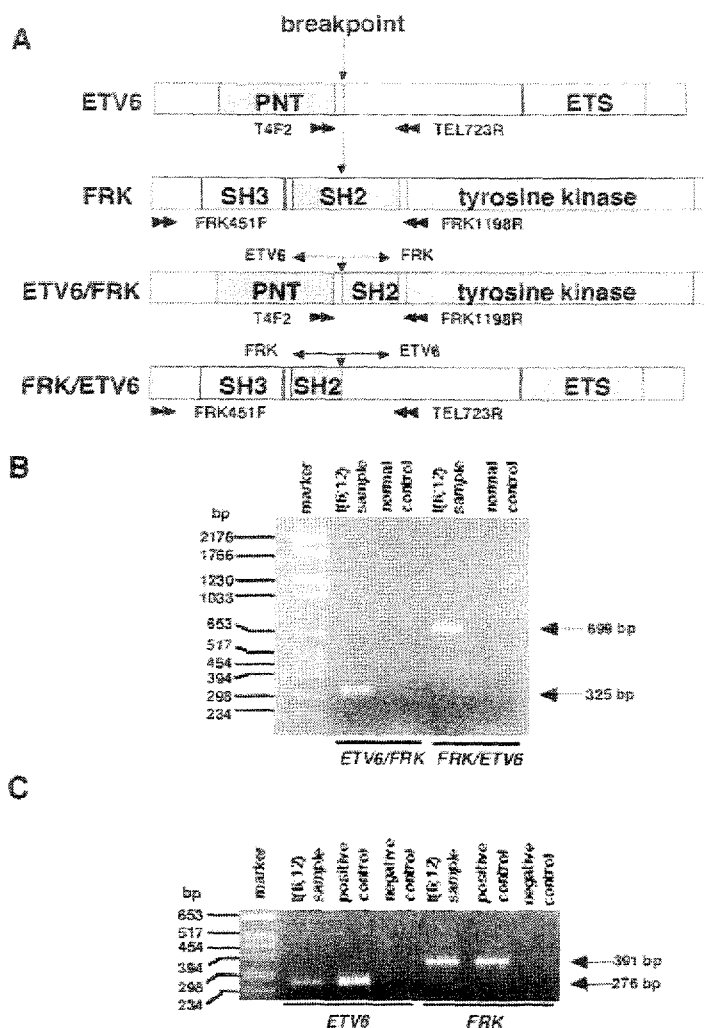 A
breakpoint
ETV6
PNT
ETS
T4F2
TEL723R
FRK
SH3
SH2
tyrosine kinase
FRK451F
FRK1198R
ETV6
FRK
ETV6/FRK
PNT
SH2
tyrosine kinase
T4F2
FRK1198R
FRK
ETV6
FRK/ETV6
SH3
SH2
ETS
FRK451F
TEL723R
B
bp
marker
t(6;12) sample
normal control
t(6;12) sample
normal control
2176
1766
1230
1033
653
517
454
394
298
234
699 bp
325 bp
ETV6/FRK
FRK/ETV6
C
bp
marker
t(6;12) sample
positive control
negative control
t(6;12) sample
positive control
negative control
653
517
454
394
298
234
391 bp
276 bp
ETV6
FRK